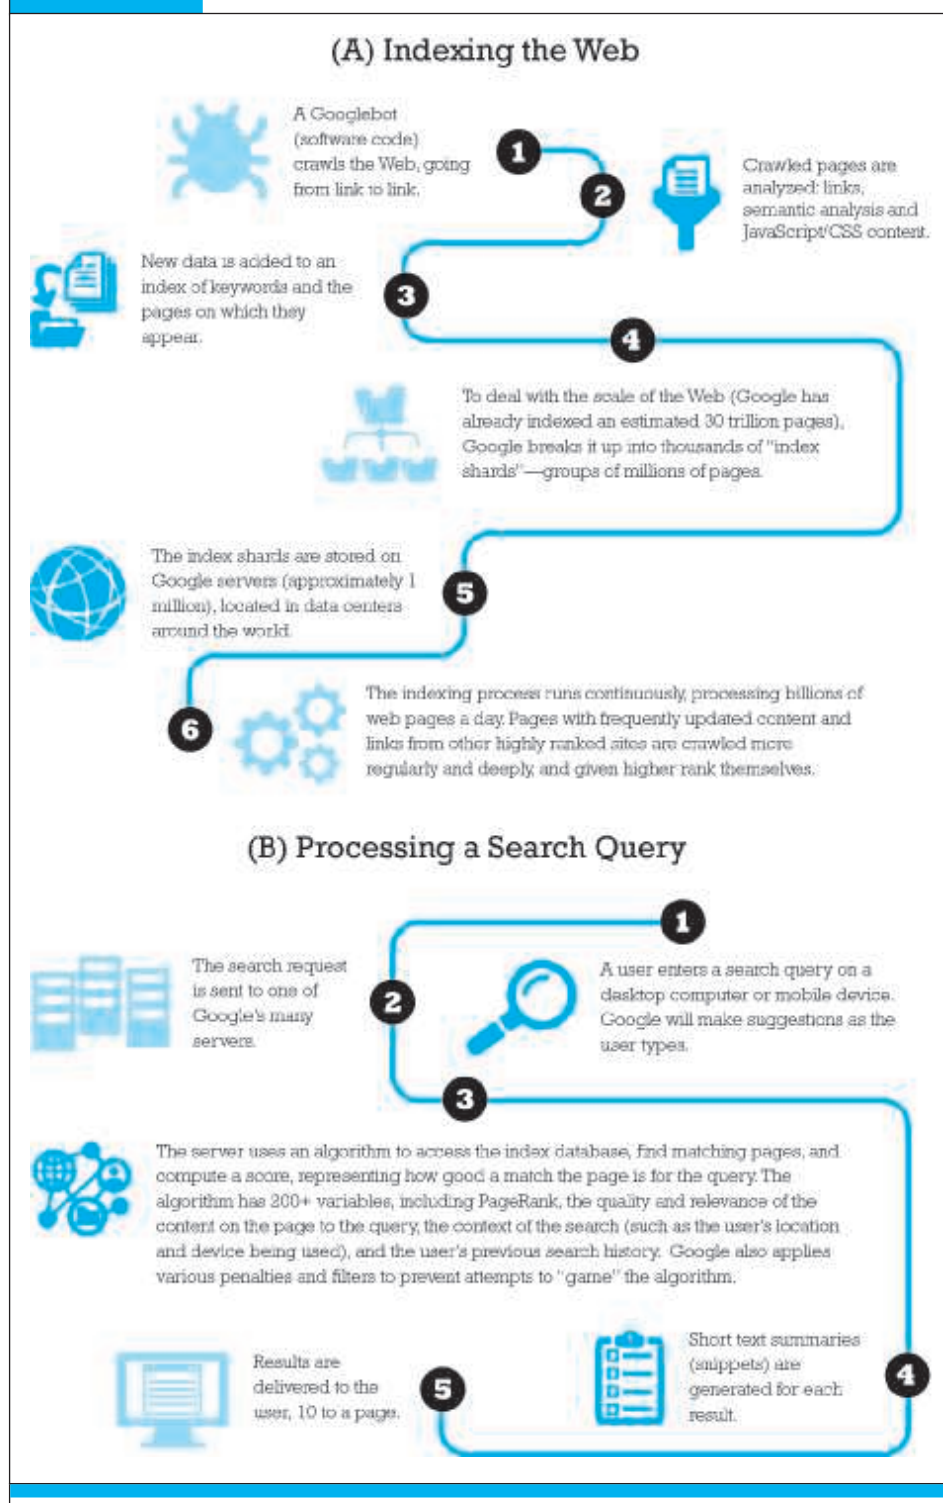 (A) Indexing the Web
A Googlebot
(software code)
crawls the Web, going
from link to link.
1
2
Crawled pages are
analyzed: links,
semantic analysis and
JavaScript/CSS content.
New data is added to an
index of keywords and the
pages on which they
appear.
3
4
To deal with the scale of the Web (Google has
already indexed an estimated 30 trillion pages),
Google breaks it up into thousands of "index
shards"—groups of millions of pages.
The index shards are stored on
Google servers (approximately 1
million), located in data centers
around the world.
5
6
The indexing process runs continuously, processing billions of
web pages a day. Pages with frequently updated content and
links from other highly ranked sites are crawled more
regularly and deeply, and given higher rank themselves.
(B) Processing a Search Query
1
A user enters a search query on a
desktop computer or mobile device.
Google will make suggestions as the
user types.
The search request
is sent to one of
Google's many
servers.
2
3
The server uses an algorithm to access the index database, find matching pages, and
compute a score, representing how good a match the page is for the query. The
algorithm has 200+ variables, including PageRank, the quality and relevance of the
content on the page to the query, the context of the search (such as the user's location
and device being used), and the user's previous search history. Google also applies
various penalties and filters to prevent attempts to "game" the algorithm.
Short text summaries
(snippets) are
generated for each
result.
4
Results are
delivered to the
user, 10 to a page.
5